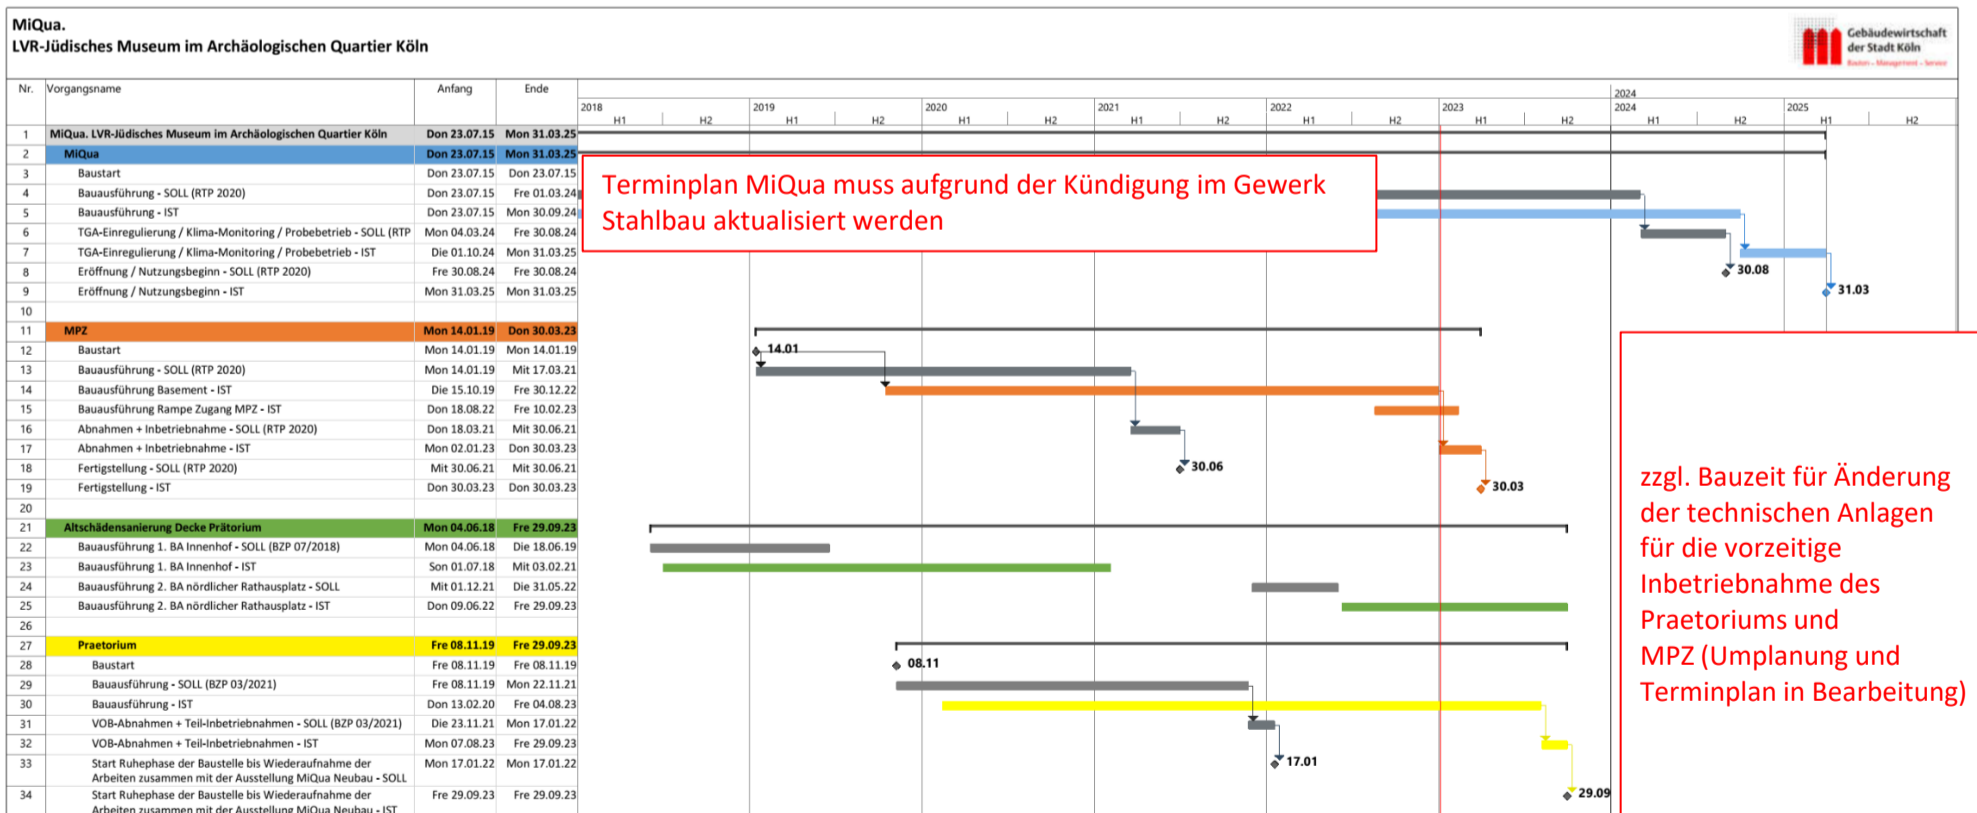 MiQua.
LVR-Jüdisches Museum im Archäologischen Quartier Köln
Gebäudewirtschaft
der Stadt Köln
Bauten - Management - Service
Nr. Vorgangsname Anfang Ende
2024
2018 2019 2020 2021 2022 2023 2024 2025
H1 H2 H1 H2 H1 H2 H1 H2 H1 H2 H1 H2 H1 H2 H1 H2
1 MiQua. LVR-Jüdisches Museum im Archäologischen Quartier Köln Don 23.07.15 Mon 31.03.25
2 MiQua Don 23.07.15 Mon 31.03.25
3 Baustart Don 23.07.15 Don 23.07.15
4 Bauausführung - SOLL (RTP 2020) Don 23.07.15 Fre 01.03.24
5 Bauausführung - IST Don 23.07.15 Mon 30.09.24
6 TGA-Einregulierung / Klima-Monitoring / Probebetrieb - SOLL (RTP Mon 04.03.24 Fre 30.08.24
7 TGA-Einregulierung / Klima-Monitoring / Probebetrieb - IST Die 01.10.24 Mon 31.03.25
8 Eröffnung / Nutzungsbeginn - SOLL (RTP 2020) Fre 30.08.24 Fre 30.08.24 30.08
9 Eröffnung / Nutzungsbeginn - IST Mon 31.03.25 Mon 31.03.25 31.03
10
11 MPZ Mon 14.01.19 Don 30.03.23
12 Baustart Mon 14.01.19 Mon 14.01.19 14.01
13 Bauausführung - SOLL (RTP 2020) Mon 14.01.19 Mit 17.03.21
14 Bauausführung Basement - IST Die 15.10.19 Fre 30.12.22
15 Bauausführung Rampe Zugang MPZ - IST Don 18.08.22 Fre 10.02.23
16 Abnahmen + Inbetriebnahme - SOLL (RTP 2020) Don 18.03.21 Mit 30.06.21
17 Abnahmen + Inbetriebnahme - IST Mon 02.01.23 Don 30.03.23
18 Fertigstellung - SOLL (RTP 2020) Mit 30.06.21 Mit 30.06.21 30.06
19 Fertigstellung - IST Don 30.03.23 Don 30.03.23 30.03
20
21 Altschädensanierung Decke Prätorium Mon 04.06.18 Fre 29.09.23
22 Bauausführung 1. BA Innenhof - SOLL (BZP 07/2018) Mon 04.06.18 Die 18.06.19
23 Bauausführung 1. BA Innenhof - IST Son 01.07.18 Mit 03.02.21
24 Bauausführung 2. BA nördlicher Rathausplatz - SOLL Mit 01.12.21 Die 31.05.22
25 Bauausführung 2. BA nördlicher Rathausplatz - IST Don 09.06.22 Fre 29.09.23
26
27 Praetorium Fre 08.11.19 Fre 29.09.23
28 Baustart Fre 08.11.19 Fre 08.11.19 08.11
29 Bauausführung - SOLL (BZP 03/2021) Fre 08.11.19 Mon 22.11.21
30 Bauausführung - IST Don 13.02.20 Fre 04.08.23
31 VOB-Abnahmen + Teil-Inbetriebnahmen - SOLL (BZP 03/2021) Die 23.11.21 Mon 17.01.22
32 VOB-Abnahmen + Teil-Inbetriebnahmen - IST Mon 07.08.23 Fre 29.09.23
33 Start Ruhephase der Baustelle bis Wiederaufnahme der Mon 17.01.22 Mon 17.01.22 17.01
Arbeiten zusammen mit der Ausstellung MiQua Neubau - SOLL
34 Start Ruhephase der Baustelle bis Wiederaufnahme der Fre 29.09.23 Fre 29.09.23 29.09
Arbeiten zusammen mit der Ausstellung MiQua Neubau - IST
Terminplan MiQua muss aufgrund der Kündigung im Gewerk
Stahlbau aktualisiert werden
zzgl. Bauzeit für Änderung
der technischen Anlagen
für die vorzeitige
Inbetriebnahme des
Praetoriums und
MPZ (Umplanung und
Terminplan in Bearbeitung)